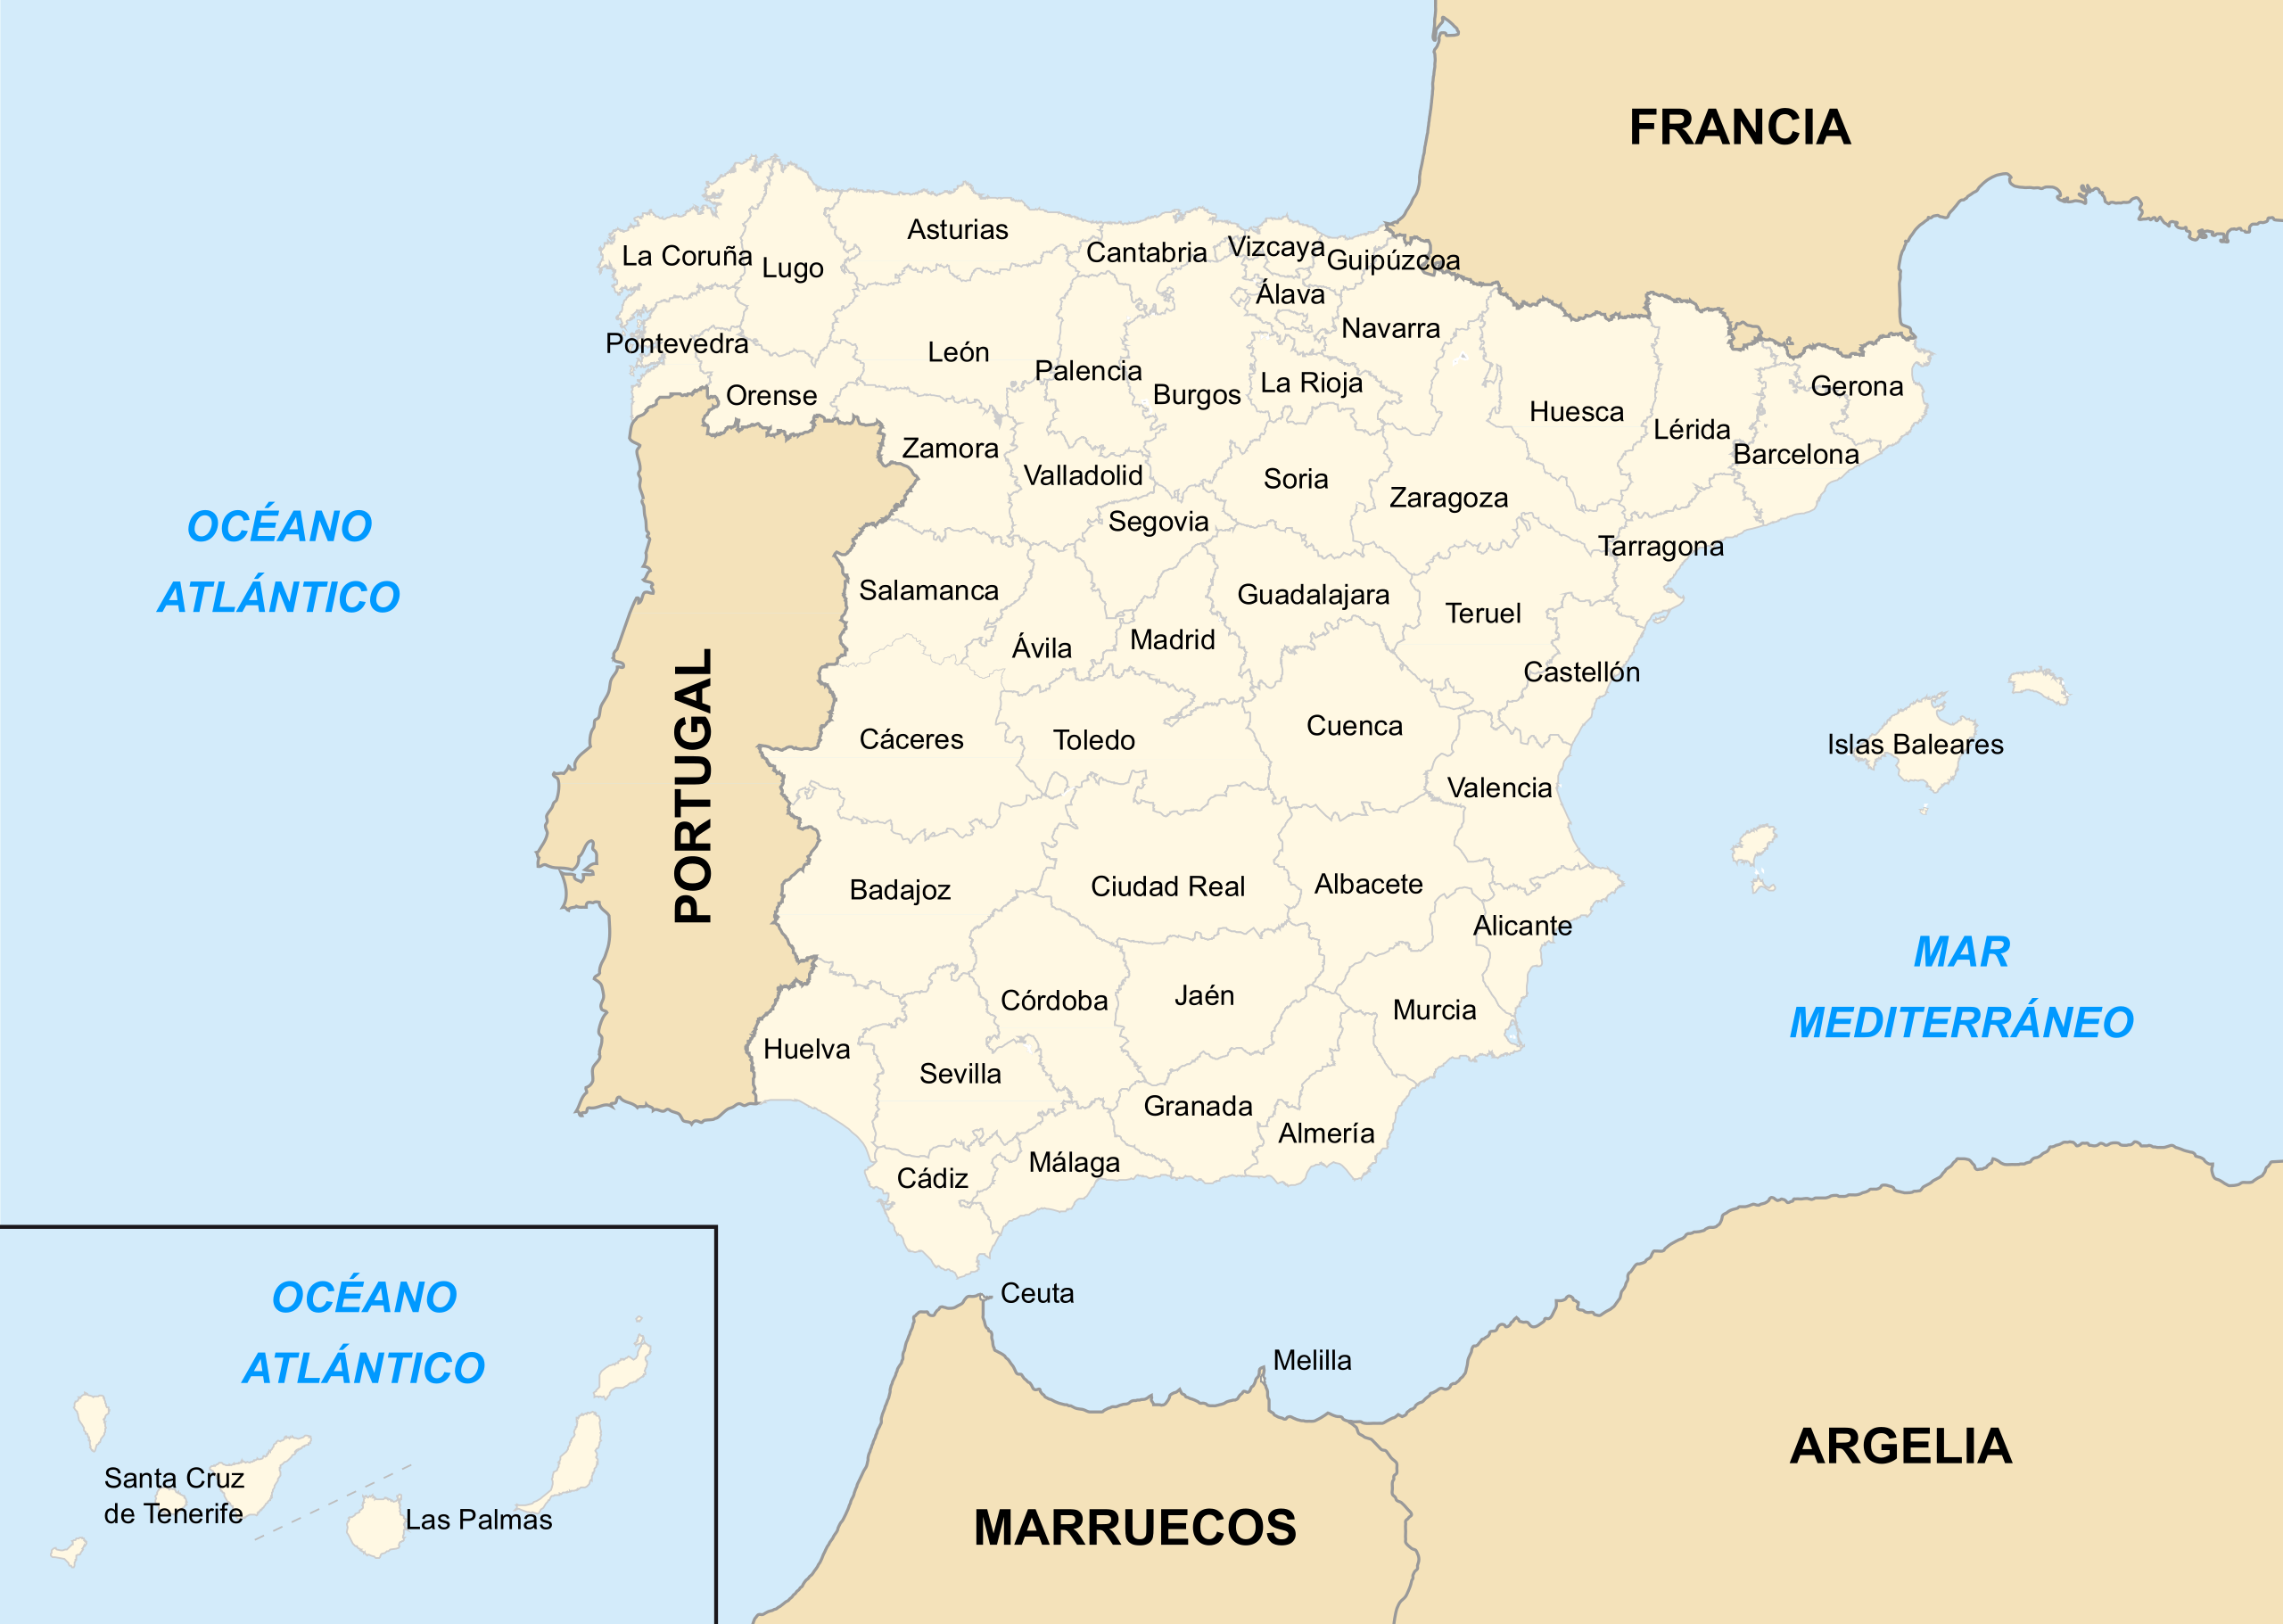 FRANCIA
Asturias
Cantabria
Vizcaya
Guipúzcoa
La Coruña
Lugo
Álava
Navarra
Pontevedra
León
Palencia
La Rioja
Burgos
Orense
Huesca
Gerona
Lérida
Barcelona
Zamora
Valladolid
Soria
Zaragoza
Segovia
Tarragona
OCÉANO
ATLÁNTICO
Salamanca
Guadalajara
Teruel
Ávila
Madrid
Castellón
PORTUGAL
Cáceres
Toledo
Cuenca
Islas Baleares
Valencia
Badajoz
Ciudad Real
Albacete
Alicante
MAR
MEDITERRÁNEO
Córdoba
Jaén
Murcia
Huelva
Sevilla
Granada
Almería
Málaga
Cádiz
Ceuta
Melilla
OCÉANO
ATLÁNTICO
Santa Cruz
de Tenerife
Las Palmas
MARRUECOS
ARGELIA